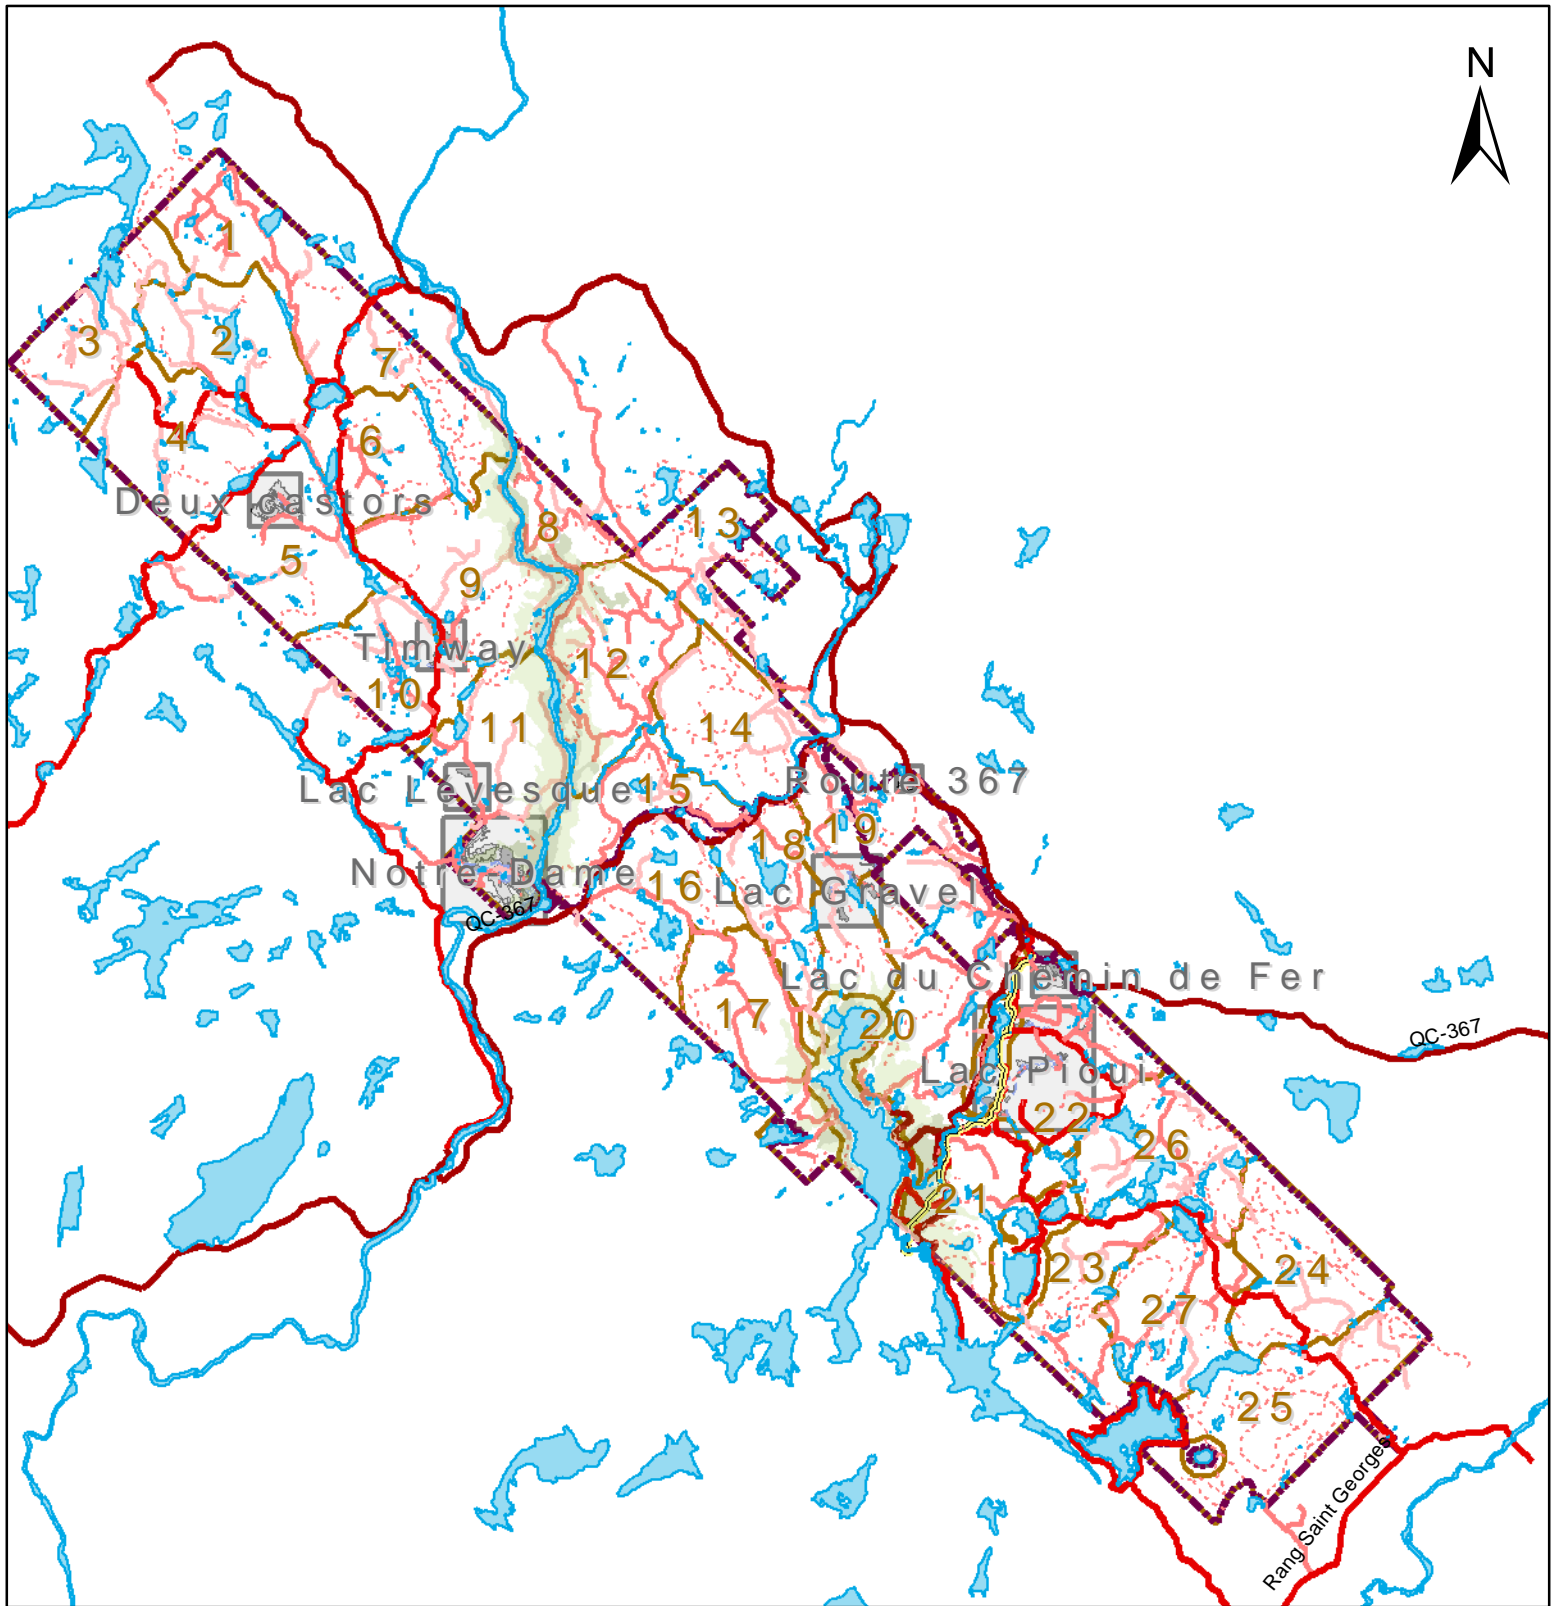 N
1
3
2
7
4
6
Deux Castors
13
8
5
9
Timway
12
10
11
14
Route 367
Lac Lévesque
15
19
18
Notre-Dame
16
Lac Gravel
QC-367
Lac du Chemin de Fer
17
20
QC-367
Lac Pioui
22
26
21
23
24
27
25
Rang Saint Georges